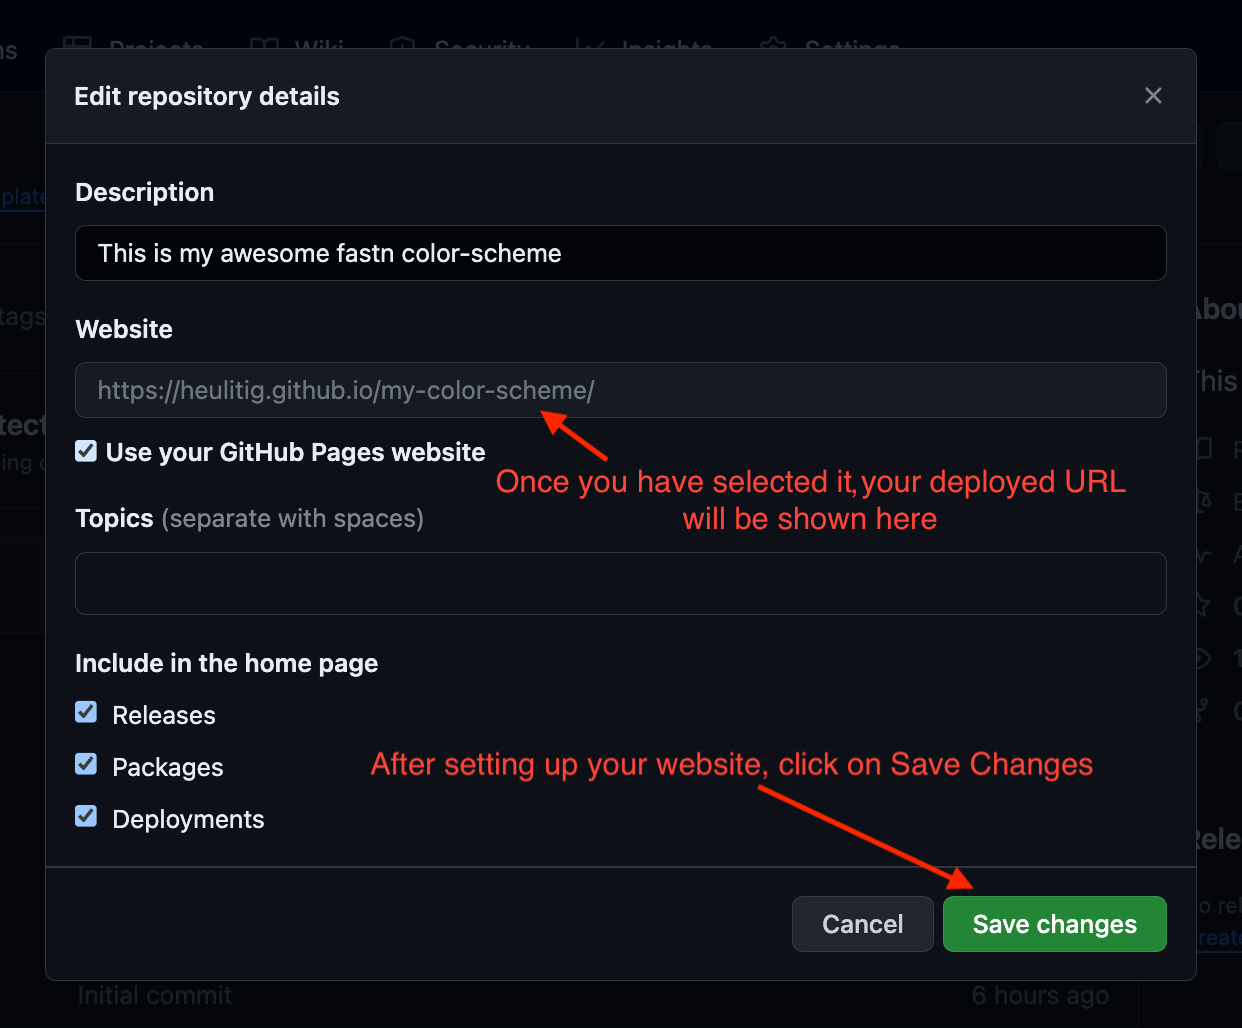 Projects Wiki Security Insights Settings
Edit repository details
Description
This is my awesome fastn color-scheme
Website
https://heulitig.github.io/my-color-scheme/
Use your GitHub Pages website
Once you have selected it, your deployed URL
will be shown here
Topics (separate with spaces)
Include in the home page
Releases
Packages
After setting up your website, click on Save Changes
Deployments
Cancel Save changes
Initial commit 6 hours ago